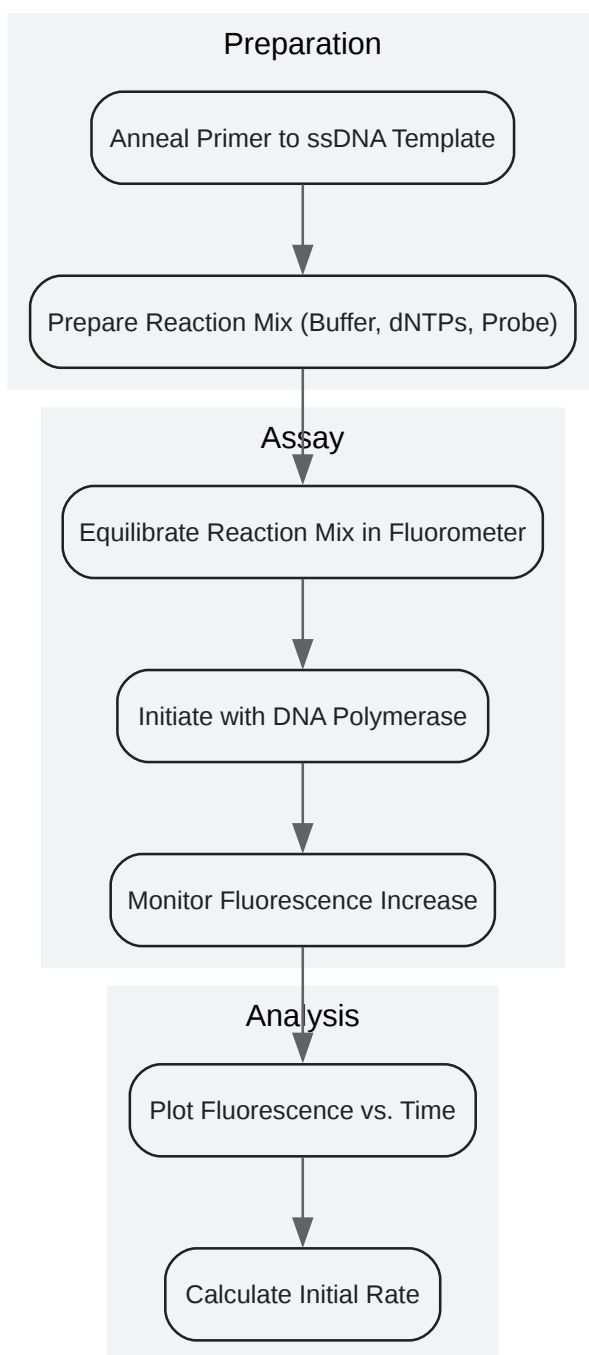 Preparation
Anneal Primer to ssDNA Template
Prepare Reaction Mix (Buffer, dNTPs, Probe)
Assay
Equilibrate Reaction Mix in Fluorometer
Initiate with DNA Polymerase
Monitor Fluorescence Increase
Analysis
Plot Fluorescence vs. Time
Calculate Initial Rate